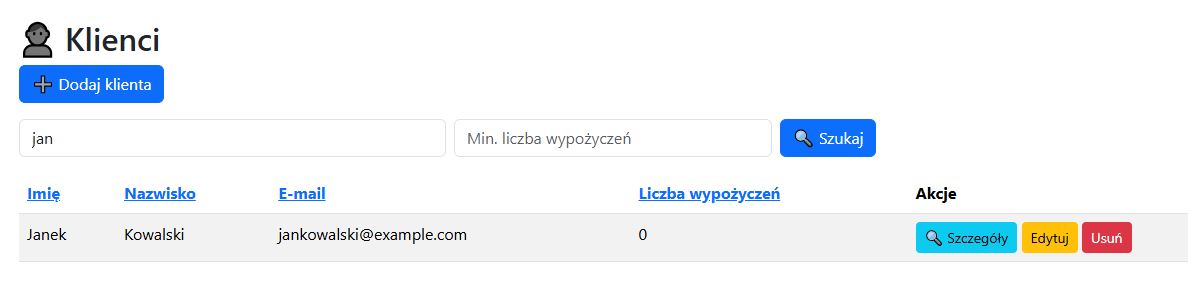 Klienci
Dodaj klienta
jan Min. liczba wypożyczeń Szukaj
Imię Nazwisko E-mail Liczba wypożyczeń Akcje
Janek Kowalski jankowalski@example.com 0 Szczegóły Edytuj Usuń